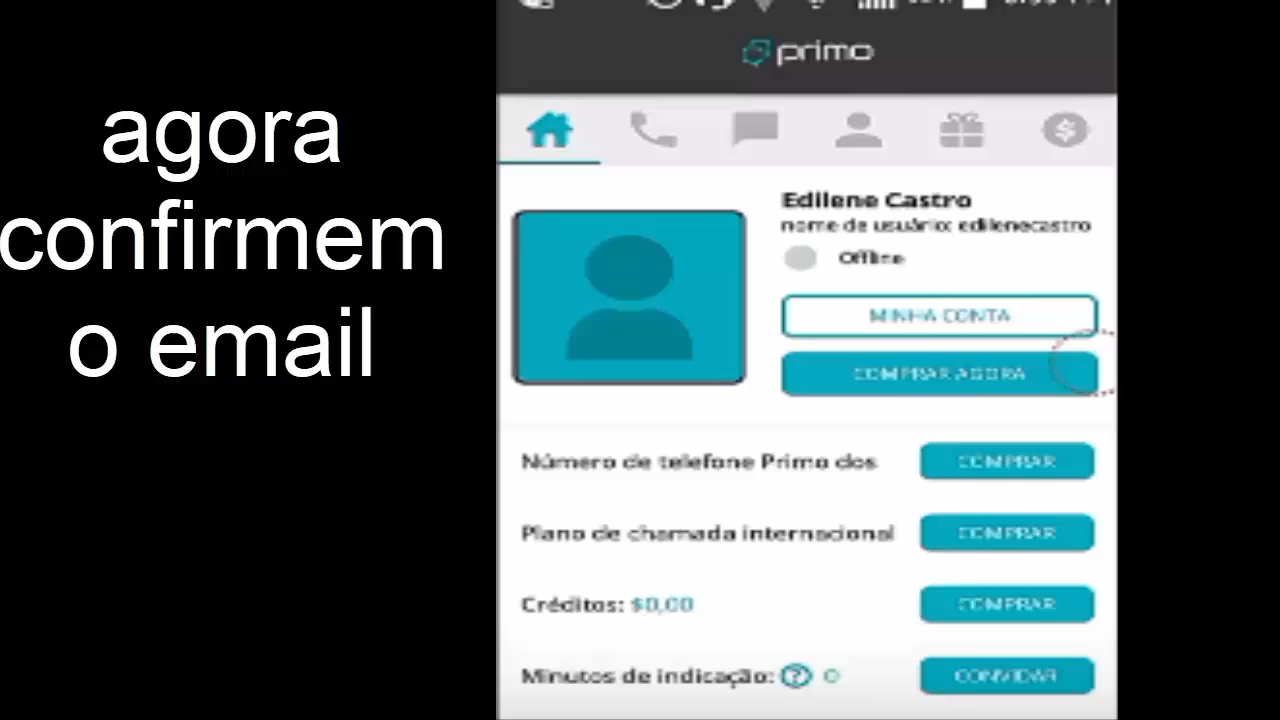 agora
confirmem
o email
primo
Edilene Castro
nome de usuário: edilenecastro
Offline
MINHA CONTA
COMPRAR AGORA
Número de telefone Primo dos
COMPRAR
Plano de chamada internacional
COMPRAR
Créditos: $0,00
COMPRAR
Minutos de indicação: ? 0
CONVIDAR